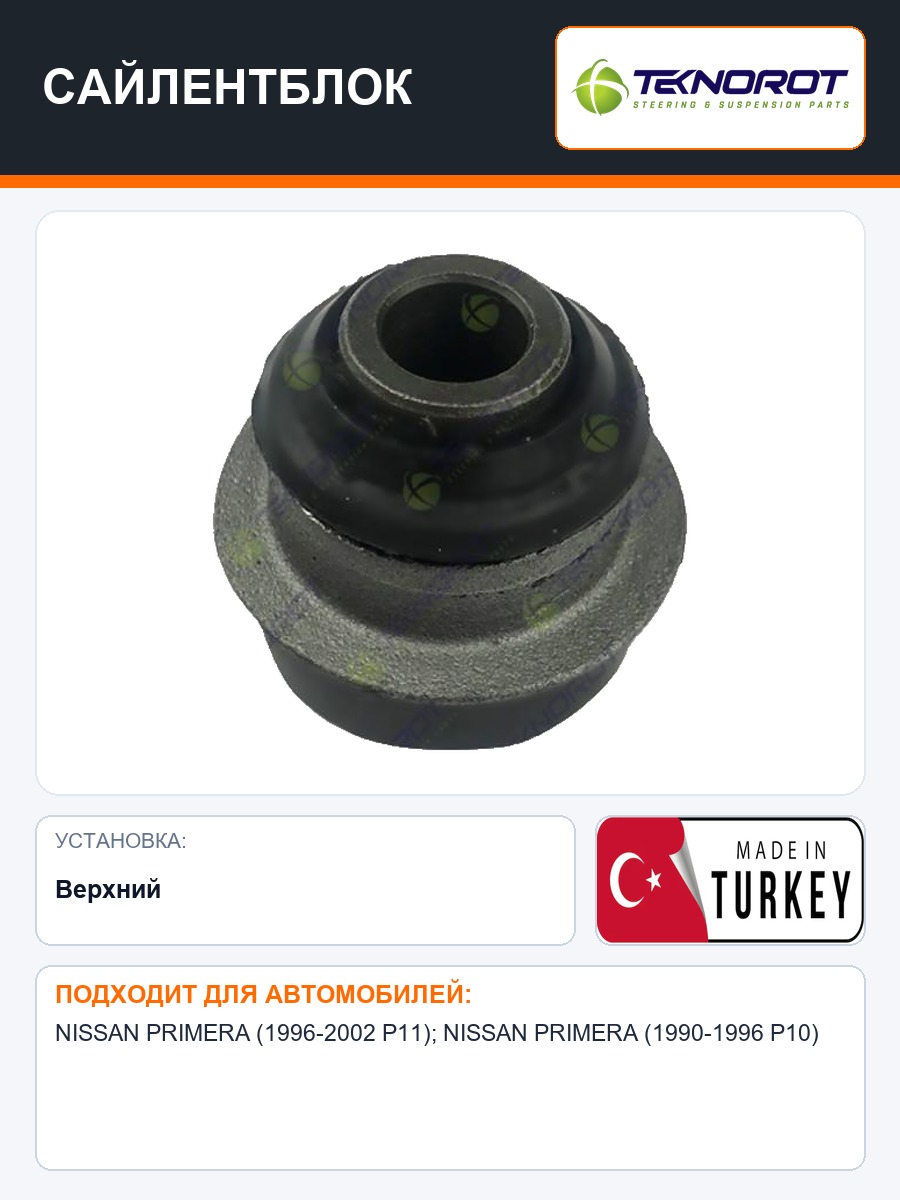 САЙЛЕНТБЛОК
TEKNOROT
STEERING & SUSPENSION PARTS
УСТАНОВКА:
Верхний
MADE IN
TURKEY
ПОДХОДИТ ДЛЯ АВТОМОБИЛЕЙ:
NISSAN PRIMERA (1996-2002 P11); NISSAN PRIMERA (1990-1996 P10)